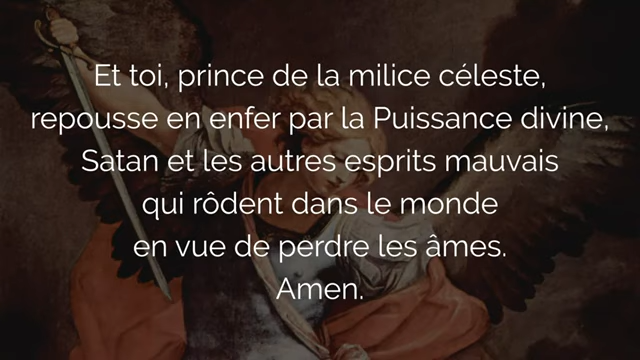 Et toi, prince de la milice céleste,
repousse en enfer par la Puissance divine,
Satan et les autres esprits mauvais
qui rôdent dans le monde
en vue de perdre les âmes.
Amen.